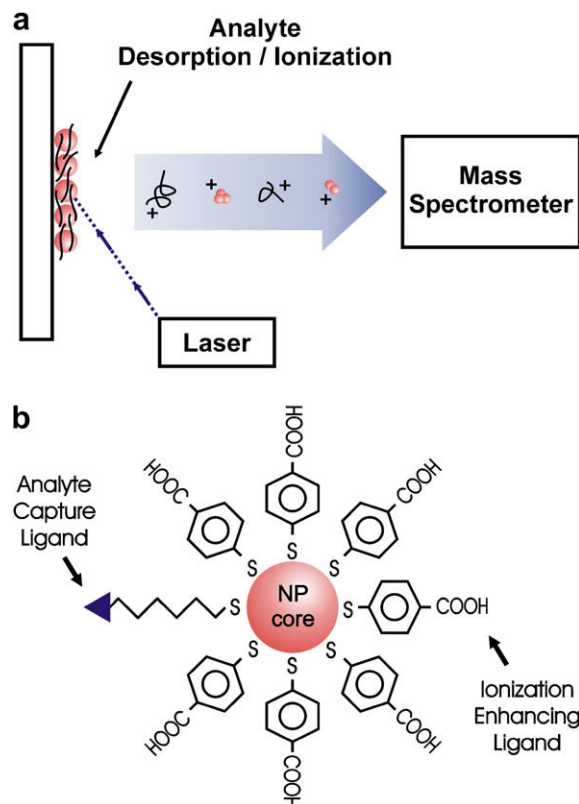 a
Analyte
Desorption / Ionization
+
+
+
+
Mass
Spectrometer
Laser
b
Analyte
Capture
Ligand
HOOC
COOH
COOH
S
S
S
S
NP
core
S
COOH
S
S
S
HOOC
COOH
COOH
Ionization
Enhancing
Ligand